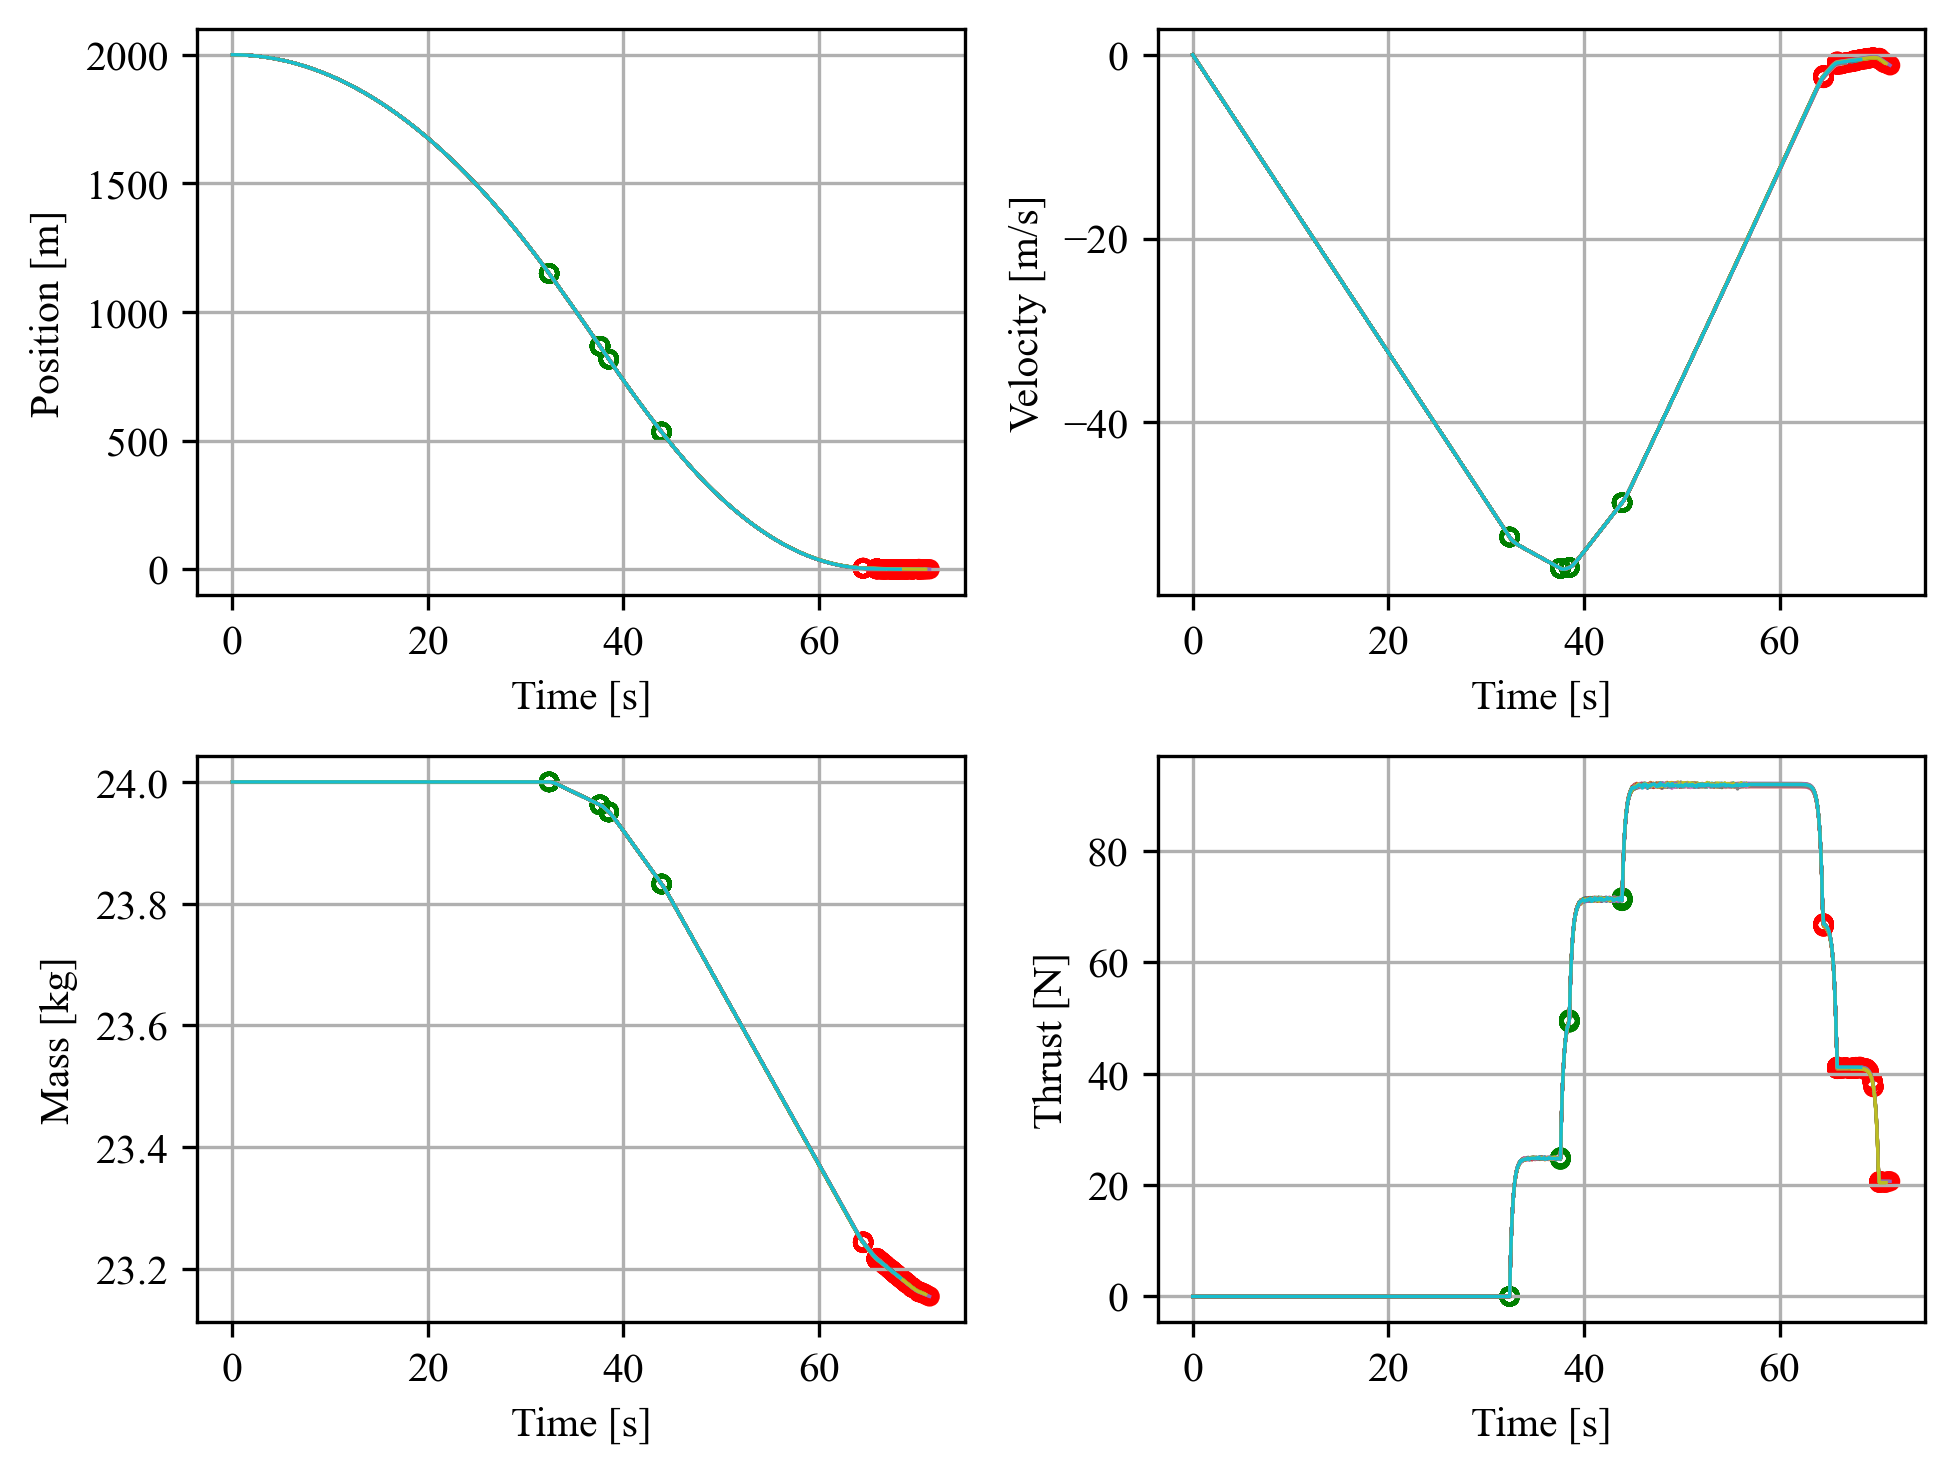 2000
1500
1000
500
0
Position [m]
0 20 40 60
Time [s]
0
−20
−40
Velocity [m/s]
0 20 40 60
Time [s]
24.0
23.8
23.6
23.4
23.2
Mass [kg]
0 20 40 60
Time [s]
80
60
40
20
0
Thrust [N]
0 20 40 60
Time [s]